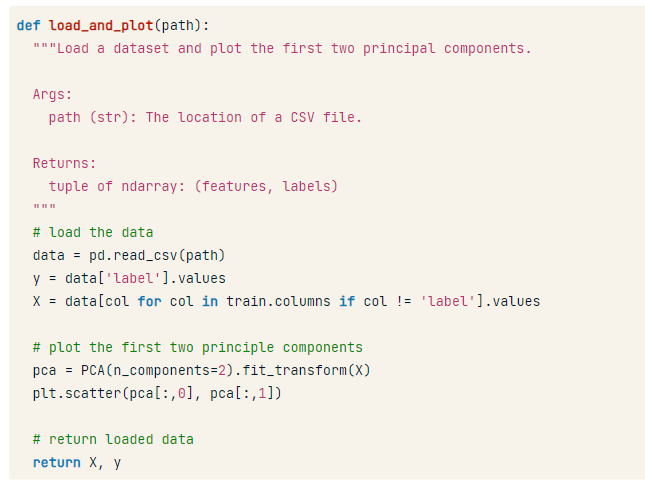 def load_and_plot(path):
  """Load a dataset and plot the first two principal components.

  Args:
    path (str): The location of a CSV file.

  Returns:
    tuple of ndarray: (features, labels)
  """
  # load the data
  data = pd.read_csv(path)
  y = data['label'].values
  X = data[col for col in train.columns if col != 'label'].values

  # plot the first two principle components
  pca = PCA(n_components=2).fit_transform(X)
  plt.scatter(pca[:,0], pca[:,1])

  # return loaded data
  return X, y